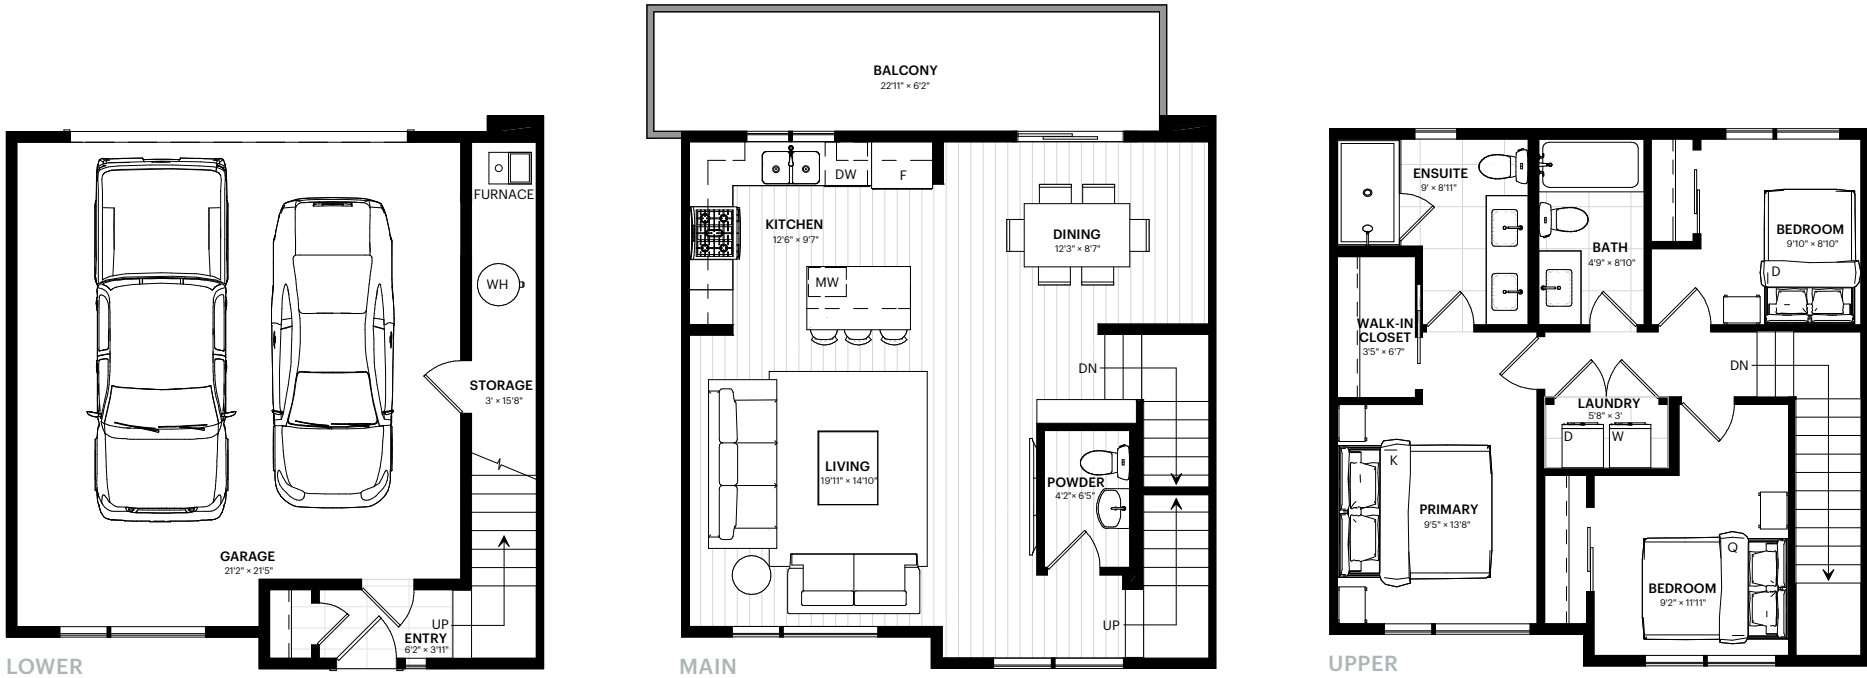 FURNACE
WH
STORAGE
3' × 15'8"
GARAGE
21'2" × 21'5"
UP
ENTRY
6'2" × 3'11"
LOWER
BALCONY
22'11" × 6'2"
DW
F
KITCHEN
12'6" × 9'7"
DINING
12'3" × 8'7"
MW
DN
LIVING
19'11" × 14'10"
POWDER
4'2" × 6'5"
UP
MAIN
ENSUITE
9' × 8'11"
BATH
4'9" × 8'10"
BEDROOM
9'10" × 8'10"
D
WALK-IN
CLOSET
3'5" × 6'7"
DN
LAUNDRY
5'8" × 3'
D
W
K
PRIMARY
9'5" × 13'8"
Q
BEDROOM
9'2" × 11'11"
UPPER